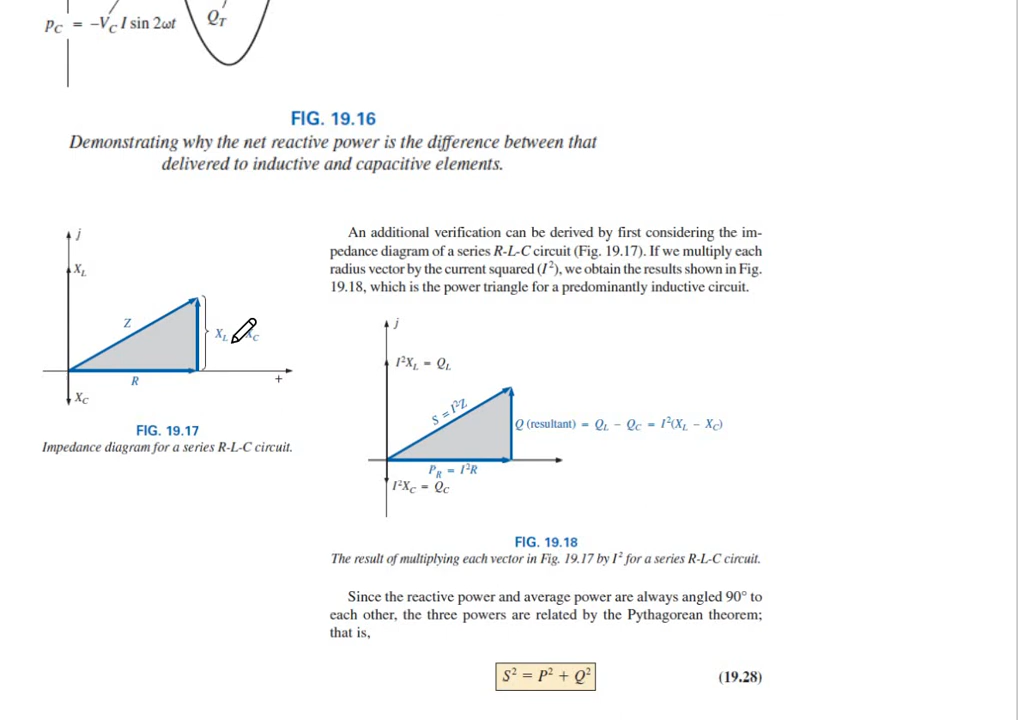 p_C = -V_C I sin 2ωt
Q_T
FIG. 19.16
Demonstrating why the net reactive power is the difference between that
delivered to inductive and capacitive elements.
j
X_L
Z
X_L
X_C
R
+
X_C
FIG. 19.17
Impedance diagram for a series R-L-C circuit.
An additional verification can be derived by first considering the im-
pedance diagram of a series R-L-C circuit (Fig. 19.17). If we multiply each
radius vector by the current squared (I²), we obtain the results shown in Fig.
19.18, which is the power triangle for a predominantly inductive circuit.
j
I²X_L = Q_L
S = I²Z
Q (resultant) = Q_L - Q_C = I²(X_L - X_C)
P_R = I²R
I²X_C = Q_C
FIG. 19.18
The result of multiplying each vector in Fig. 19.17 by I² for a series R-L-C circuit.
Since the reactive power and average power are always angled 90° to
each other, the three powers are related by the Pythagorean theorem;
that is,
S² = P² + Q² (19.28)